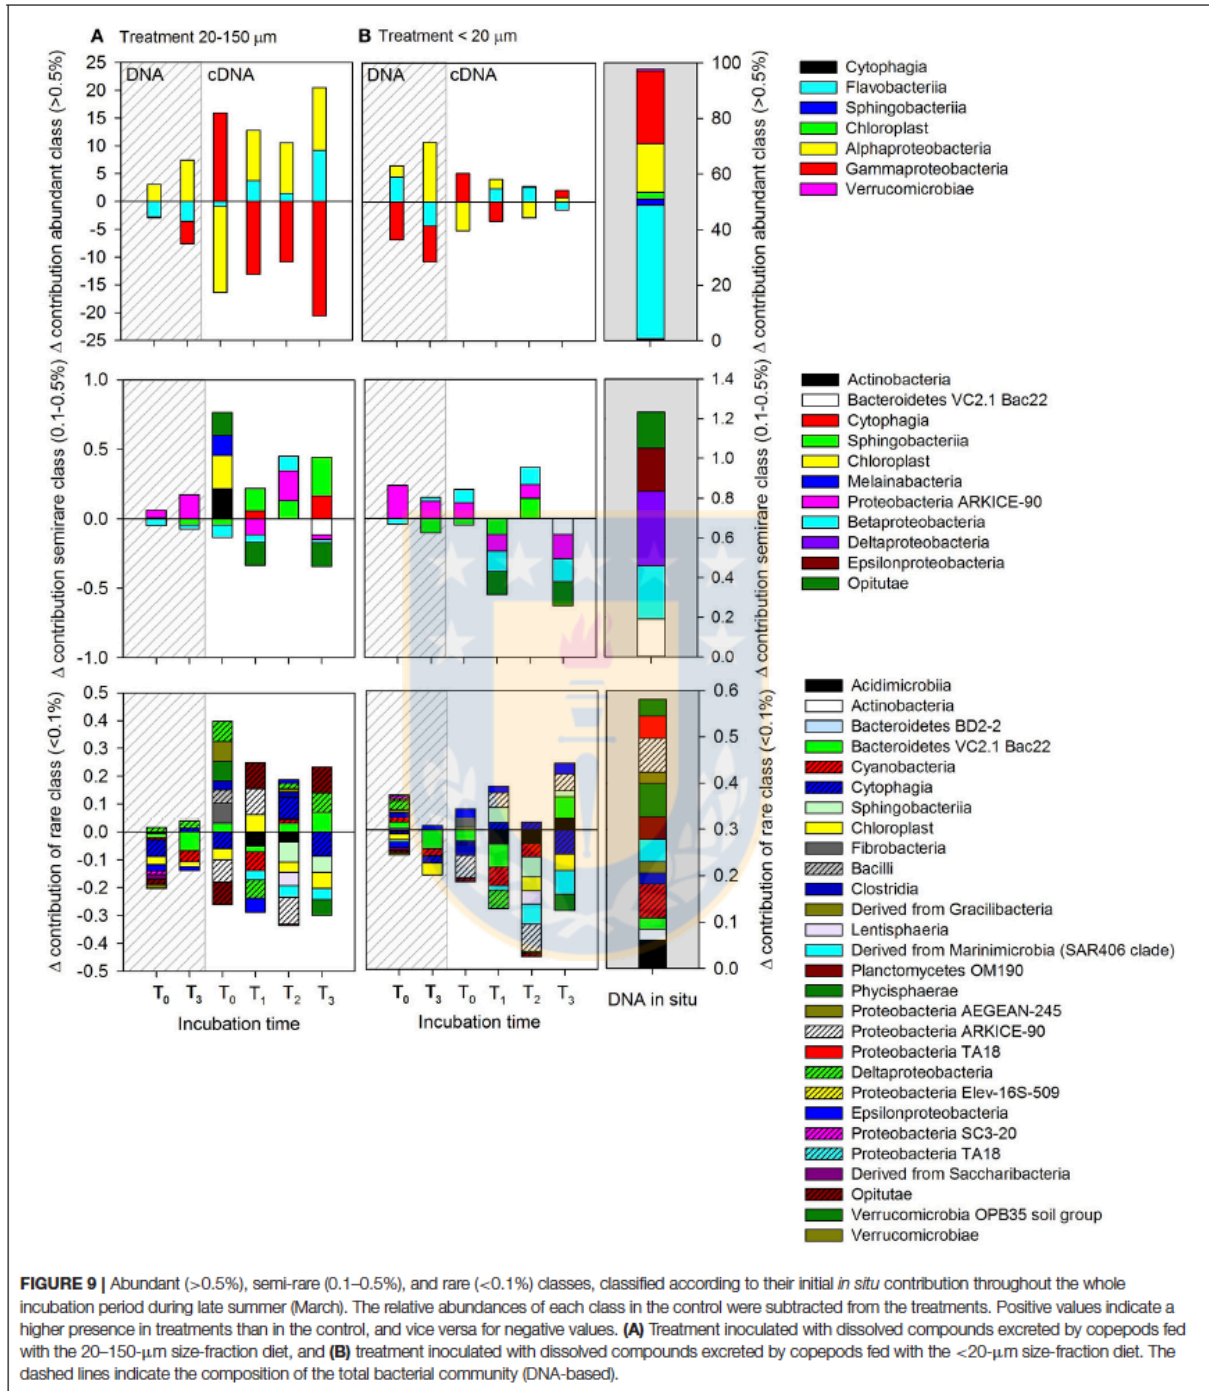 A Treatment 20-150 μm
B Treatment < 20 μm
DNA
cDNA
DNA
cDNA
Δ contribution abundant class (>0.5%)
25
20
15
10
5
0
-5
-10
-15
-20
-25
100
80
60
40
20
0
Δ contribution abundant class (>0.5%)
Cytophagia
Flavobacteriia
Sphingobacteriia
Chloroplast
Alphaproteobacteria
Gammaproteobacteria
Verrucomicrobiae
Δ contribution semirare class (0.1-0.5%)
1.0
0.5
0.0
-0.5
-1.0
1.4
1.2
1.0
0.8
0.6
0.4
0.2
0.0
Δ contribution semirare class (0.1-0.5%)
Actinobacteria
Bacteroidetes VC2.1 Bac22
Cytophagia
Sphingobacteriia
Chloroplast
Melainabacteria
Proteobacteria ARKICE-90
Betaproteobacteria
Deltaproteobacteria
Epsilonproteobacteria
Opitutae
Δ contribution of rare class (<0.1%)
0.5
0.4
0.3
0.2
0.1
0.0
-0.1
-0.2
-0.3
-0.4
-0.5
0.6
0.5
0.4
0.3
0.2
0.1
0.0
Δ contribution of rare class (<0.1%)
T0 T3 T0 T1 T2 T3
Incubation time
T0 T3 T0 T1 T2 T3
Incubation time
DNA in situ
Acidimicrobiia
Actinobacteria
Bacteroidetes BD2-2
Bacteroidetes VC2.1 Bac22
Cyanobacteria
Cytophagia
Sphingobacteriia
Chloroplast
Fibrobacteria
Bacilli
Clostridia
Derived from Gracilibacteria
Lentisphaeria
Derived from Marinimicrobia (SAR406 clade)
Planctomycetes OM190
Phycisphaerae
Proteobacteria AEGEAN-245
Proteobacteria ARKICE-90
Proteobacteria TA18
Deltaproteobacteria
Proteobacteria Elev-16S-509
Epsilonproteobacteria
Proteobacteria SC3-20
Proteobacteria TA18
Derived from Saccharibacteria
Opitutae
Verrucomicrobia OPB35 soil group
Verrucomicrobiae
FIGURE 9 | Abundant (>0.5%), semi-rare (0.1–0.5%), and rare (<0.1%) classes, classified according to their initial in situ contribution throughout the whole
incubation period during late summer (March). The relative abundances of each class in the control were subtracted from the treatments. Positive values indicate a
higher presence in treatments than in the control, and vice versa for negative values. (A) Treatment inoculated with dissolved compounds excreted by copepods fed
with the 20–150-μm size-fraction diet, and (B) treatment inoculated with dissolved compounds excreted by copepods fed with the <20-μm size-fraction diet. The
dashed lines indicate the composition of the total bacterial community (DNA-based).